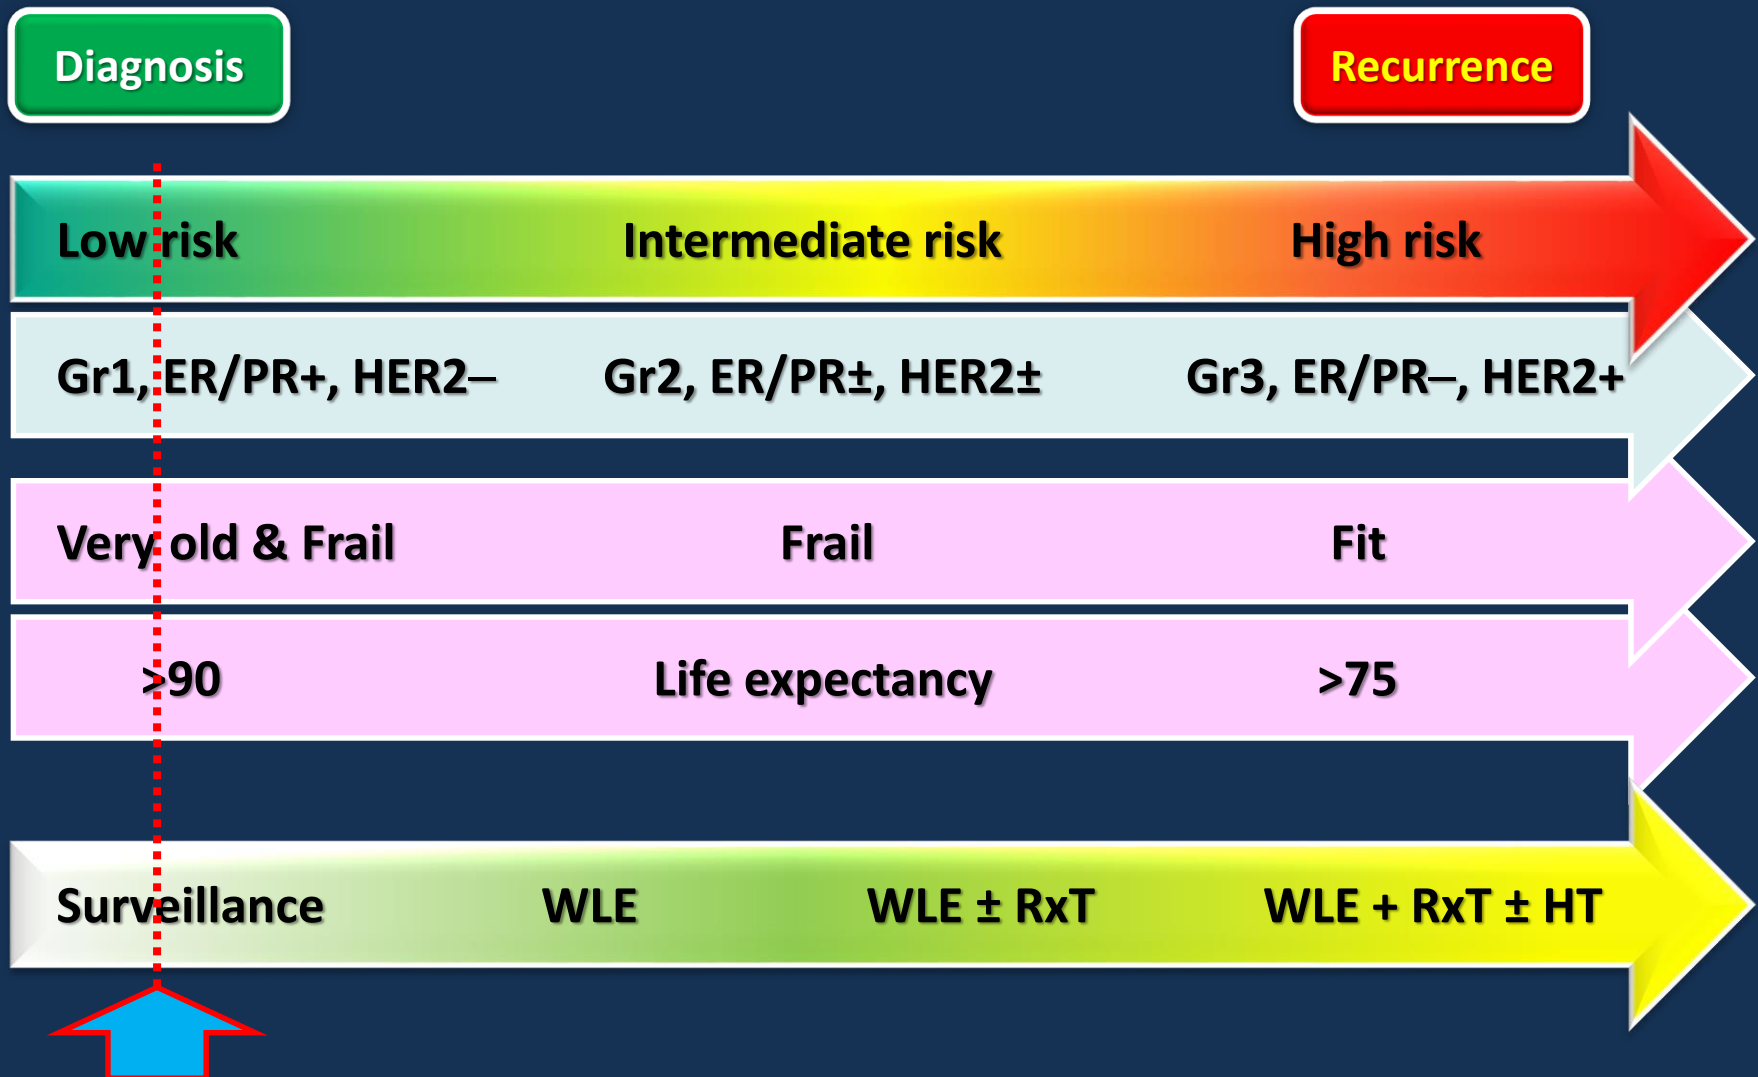 Diagnosis Recurrence
Low risk Intermediate risk High risk
Gr1, ER/PR+, HER2– Gr2, ER/PR±, HER2± Gr3, ER/PR–, HER2+
Very old & Frail Frail Fit
>90 Life expectancy >75
Surveillance WLE WLE ± RxT WLE + RxT ± HT